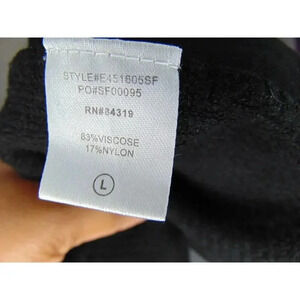 STYLE#E451605SF
PO#SF00095
RN#84319
83%VISCOSE
17%NYLON
L